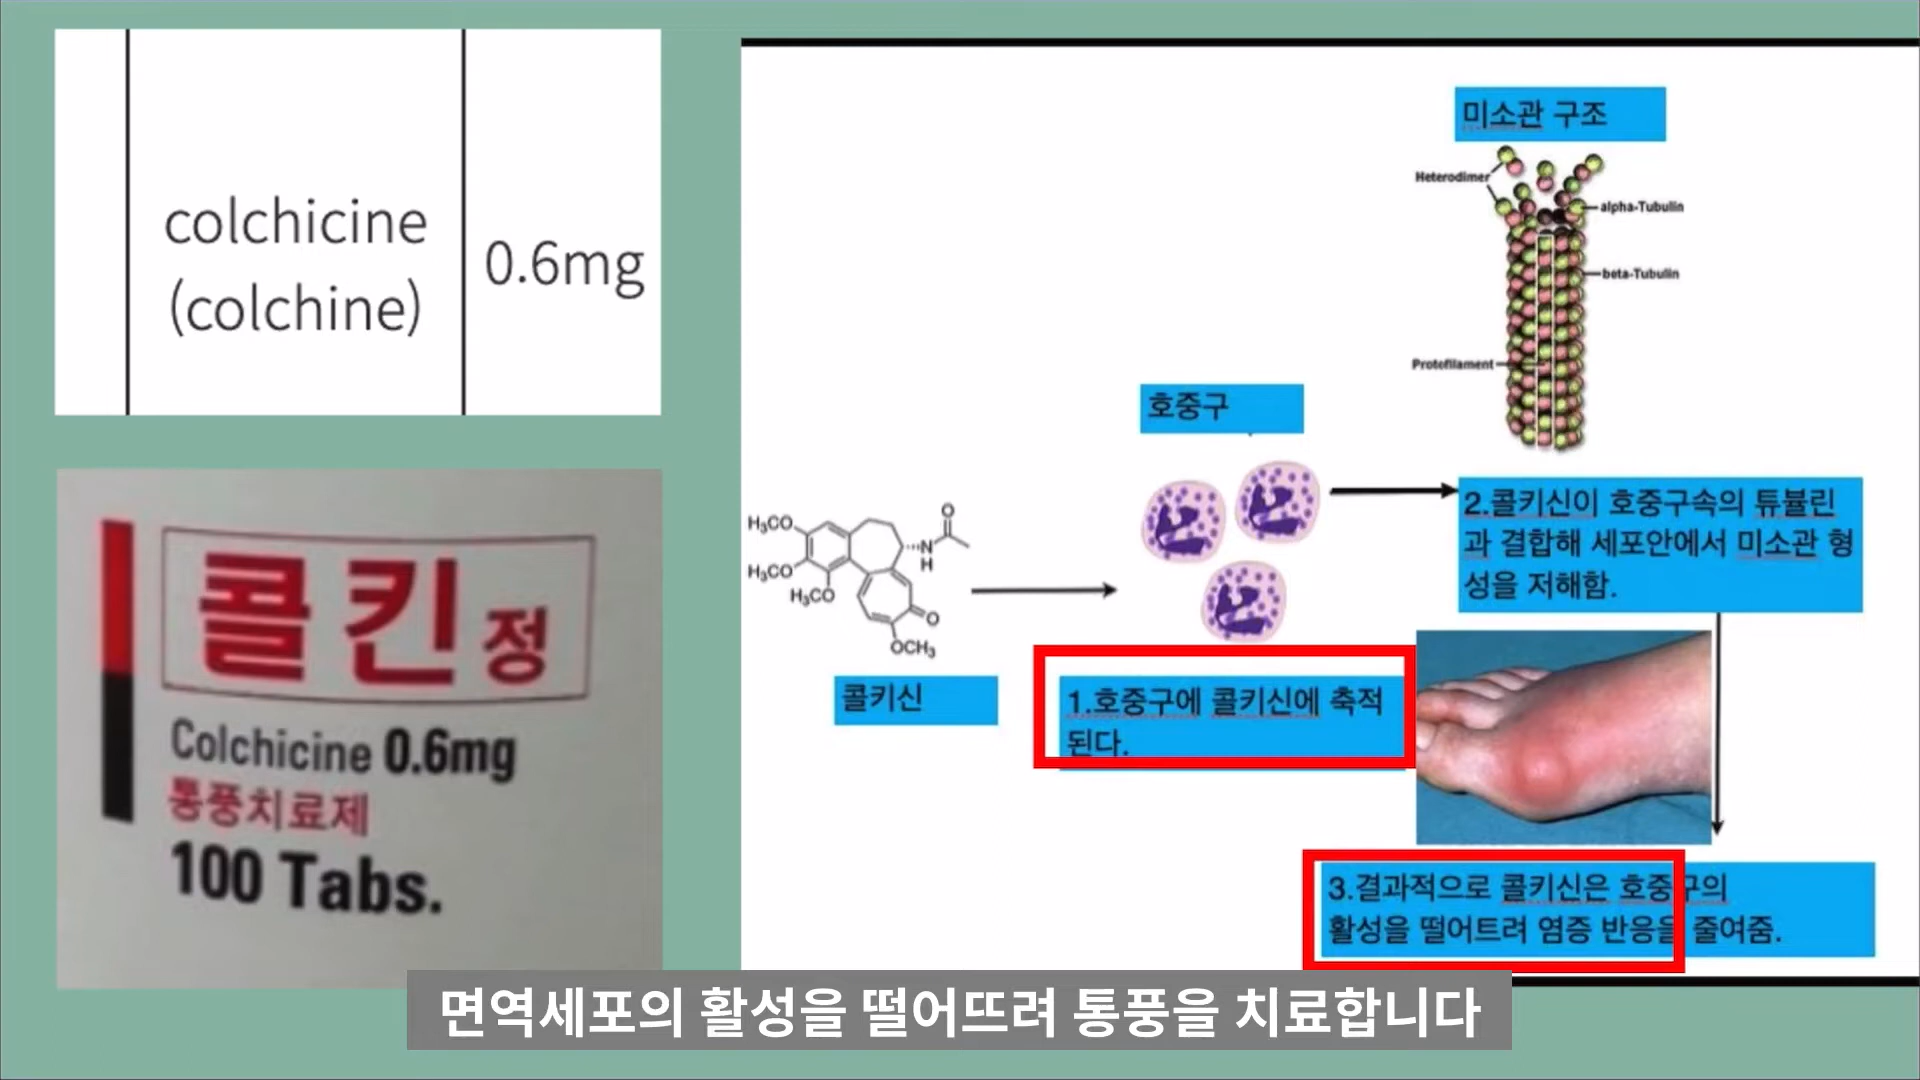 colchicine
(colchine)
0.6mg
콜킨정
Colchicine 0.6mg
통풍치료제
100 Tabs.
미소관 구조
Heterodimer
alpha-Tubulin
beta-Tubulin
Protofilament
호중구
H₃CO
H₃CO
H₃CO
O
N
H
O
OCH₃
콜키신
1.호중구에 콜키신에 축적
된다.
2.콜키신이 호중구속의 튜뷸린
과 결합해 세포안에서 미소관 형
성을 저해함.
3.결과적으로 콜키신은 호중구의
활성을 떨어트려 염증 반응을 줄여줌.
면역세포의 활성을 떨어뜨려 통풍을 치료합니다